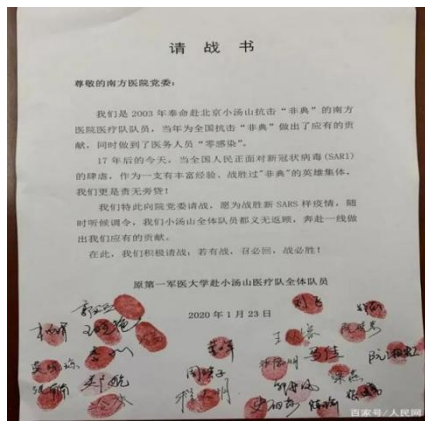 请战书
尊敬的南方医院党委：
我们是2003年奉命赴北京小汤山抗击“非典”的南方
医院医疗队队员，当年为全国抗击“非典”做出了应有的贡
献，同时做到了医务人员“零感染”。
17年后的今天，当全国人民正面对新冠状病毒(SARI)
的肆虐，作为一支有丰富经验、战胜过"非典"的英雄集体，
我们更是责无旁贷！
我们特此向院党委请战，愿为战胜新SARS样疫情，随
时听候调令，我们小汤山全体队员都义无返顾，奔赴一线做
出我们应有的贡献。
在此，我们积极请战：若有战，召必回，战必胜！
原第一军医大学赴小汤山医疗队全体队员
2020年1月23日
百家号/人民网